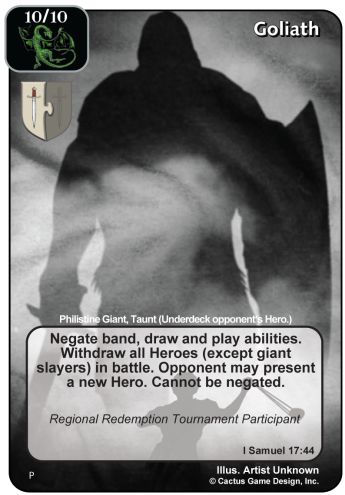 10/10
Goliath
Philistine Giant, Taunt (Underdeck opponent's Hero.)
Negate band, draw and play abilities.
Withdraw all Heroes (except giant
slayers) in battle. Opponent may present
a new Hero. Cannot be negated.
Regional Redemption Tournament Participant
I Samuel 17:44
P
Illus. Artist Unknown
© Cactus Game Design, Inc.